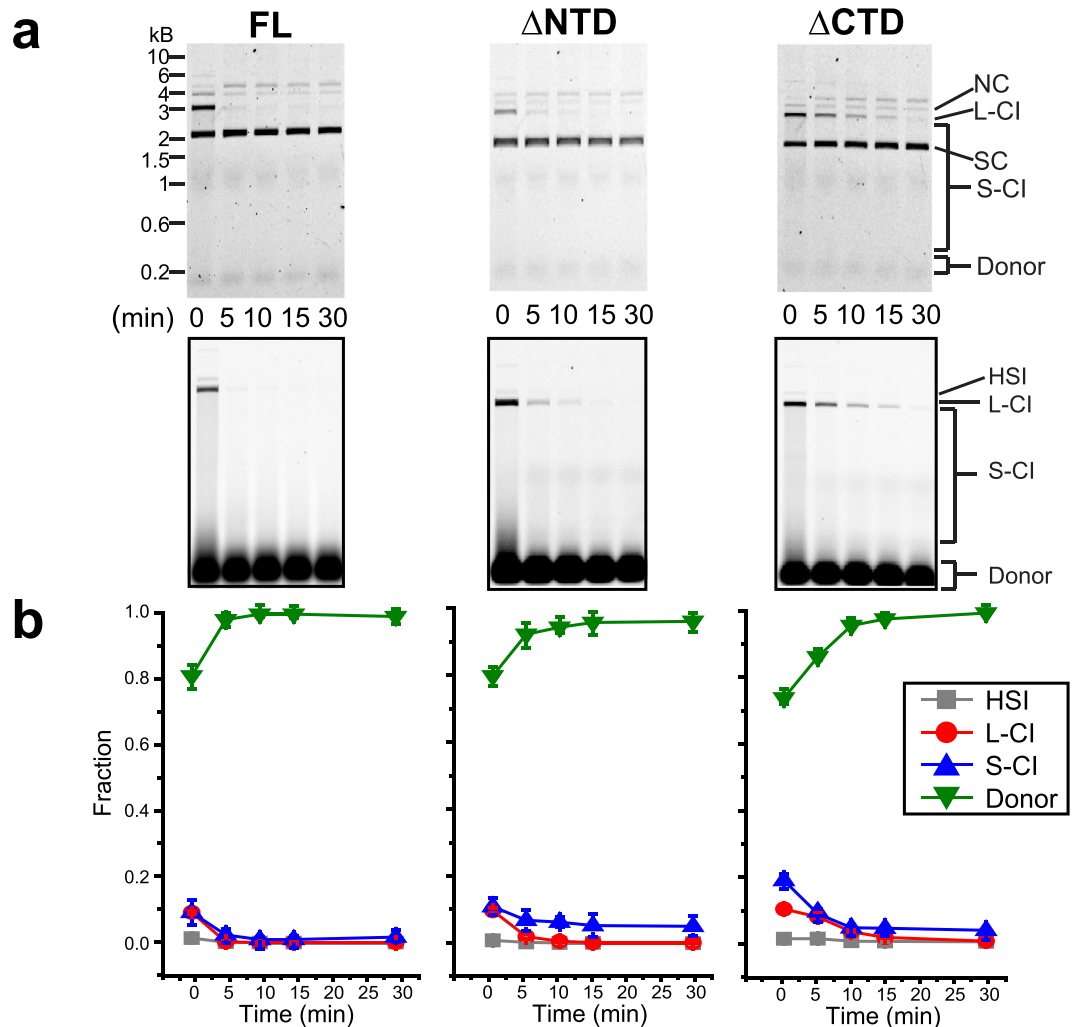 a
FL
ΔNTD
ΔCTD
kB
10
6
4
3
2
1.5
1
0.6
0.2
NC
L-CI
SC
S-CI
Donor
(min) 0 5 10 15 30
0 5 10 15 30
0 5 10 15 30
HSI
L-CI
S-CI
Donor
b
Fraction
1.0
0.8
0.6
0.4
0.2
0.0
HSI
L-CI
S-CI
Donor
0 5 10 15 20 25 30
0 5 10 15 20 25 30
0 5 10 15 20 25 30
Time (min)
Time (min)
Time (min)